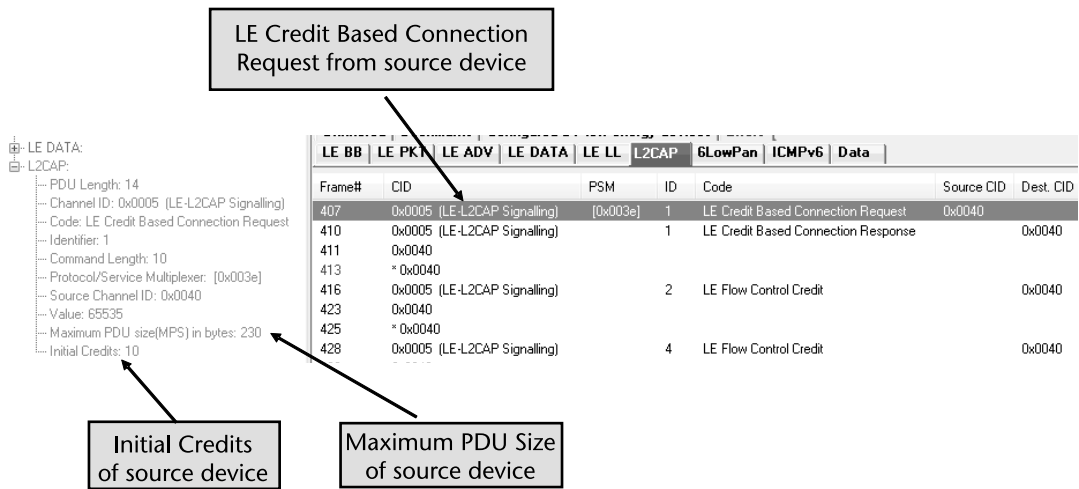 LE Credit Based Connection
Request from source device
LE DATA:
L2CAP:
PDU Length: 14
Channel ID: 0x0005 (LE-L2CAP Signalling)
Code: LE Credit Based Connection Request
Identifier: 1
Command Length: 10
Protocol/Service Multiplexer: [0x003e]
Source Channel ID: 0x0040
Value: 65535
Maximum PDU size(MPS) in bytes: 230
Initial Credits: 10
LE BB LE PKT LE ADV LE DATA LE LL L2CAP 6LowPan ICMPv6 Data
Frame# CID PSM ID Code Source CID Dest. CID
407 0x0005 (LE-L2CAP Signalling) [0x003e] 1 LE Credit Based Connection Request 0x0040
410 0x0005 (LE-L2CAP Signalling) 1 LE Credit Based Connection Response 0x0040
411 0x0040
413 * 0x0040
416 0x0005 (LE-L2CAP Signalling) 2 LE Flow Control Credit 0x0040
423 0x0040
425 * 0x0040
428 0x0005 (LE-L2CAP Signalling) 4 LE Flow Control Credit 0x0040
Initial Credits
of source device
Maximum PDU Size
of source device